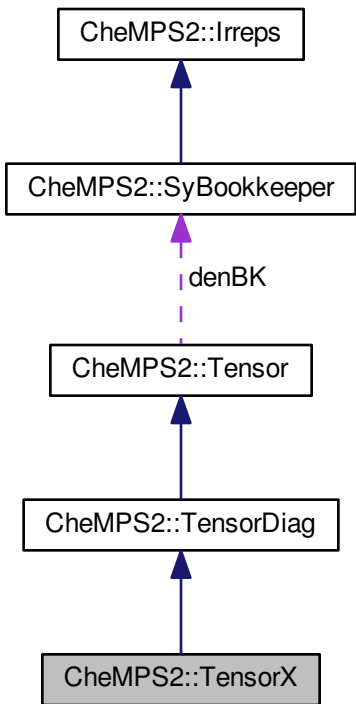 CheMPS2::Irreps
CheMPS2::SyBookkeeper
denBK
CheMPS2::Tensor
CheMPS2::TensorDiag
CheMPS2::TensorX